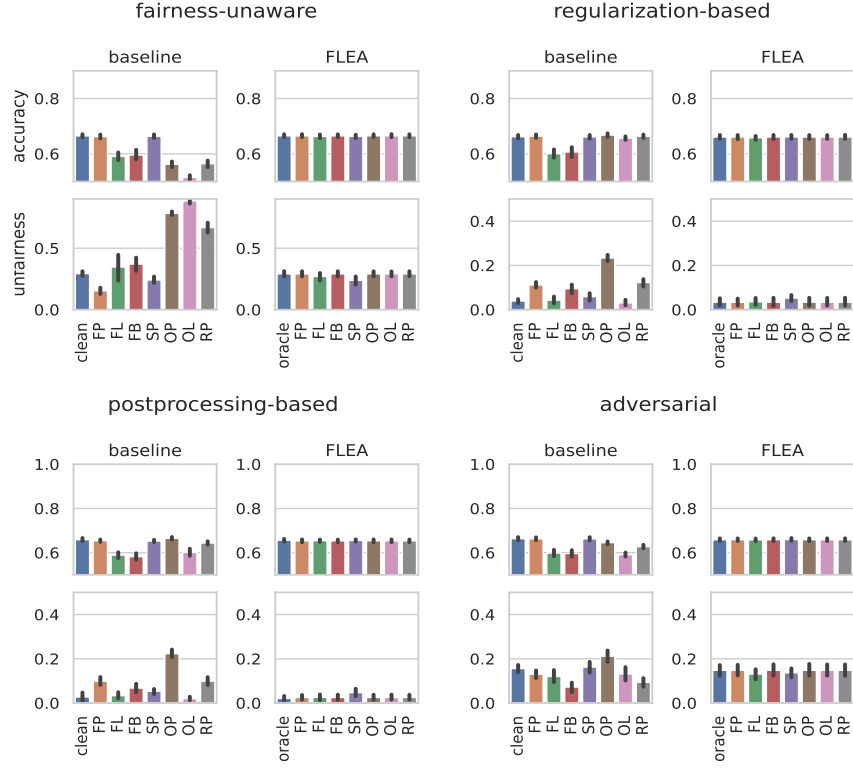 fairness-unaware
regularization-based
baseline
FLEA
baseline
FLEA
accuracy
0.8
0.6
0.8
0.6
0.8
0.6
0.8
0.6
unfairness
0.5
0.0
0.5
0.0
0.4
0.2
0.0
0.4
0.2
0.0
clean
FP
FL
FB
SP
OP
OL
RP
oracle
FP
FL
FB
SP
OP
OL
RP
clean
FP
FL
FB
SP
OP
OL
RP
oracle
FP
FL
FB
SP
OP
OL
RP
postprocessing-based
adversarial
baseline
FLEA
baseline
FLEA
1.0
0.8
0.6
1.0
0.8
0.6
1.0
0.8
0.6
1.0
0.8
0.6
0.4
0.2
0.0
0.4
0.2
0.0
0.4
0.2
0.0
0.4
0.2
0.0
clean
FP
FL
FB
SP
OP
OL
RP
oracle
FP
FL
FB
SP
OP
OL
RP
clean
FP
FL
FB
SP
OP
OL
RP
oracle
FP
FL
FB
SP
OP
OL
RP